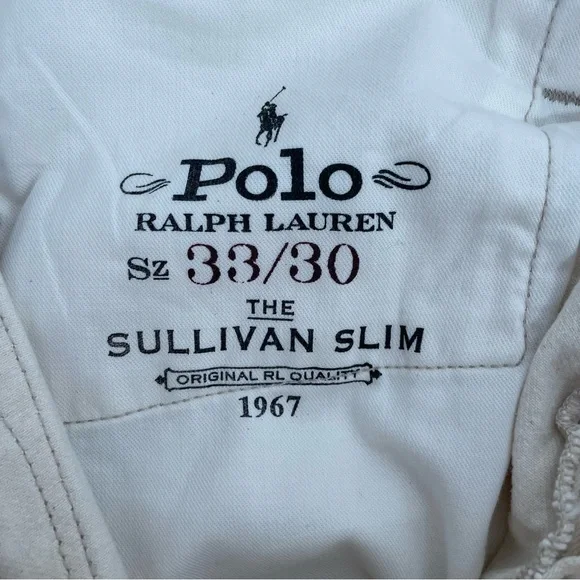 Polo
RALPH LAUREN
Sz 33/30
THE
SULLIVAN SLIM
ORIGINAL RL QUALITY
1967